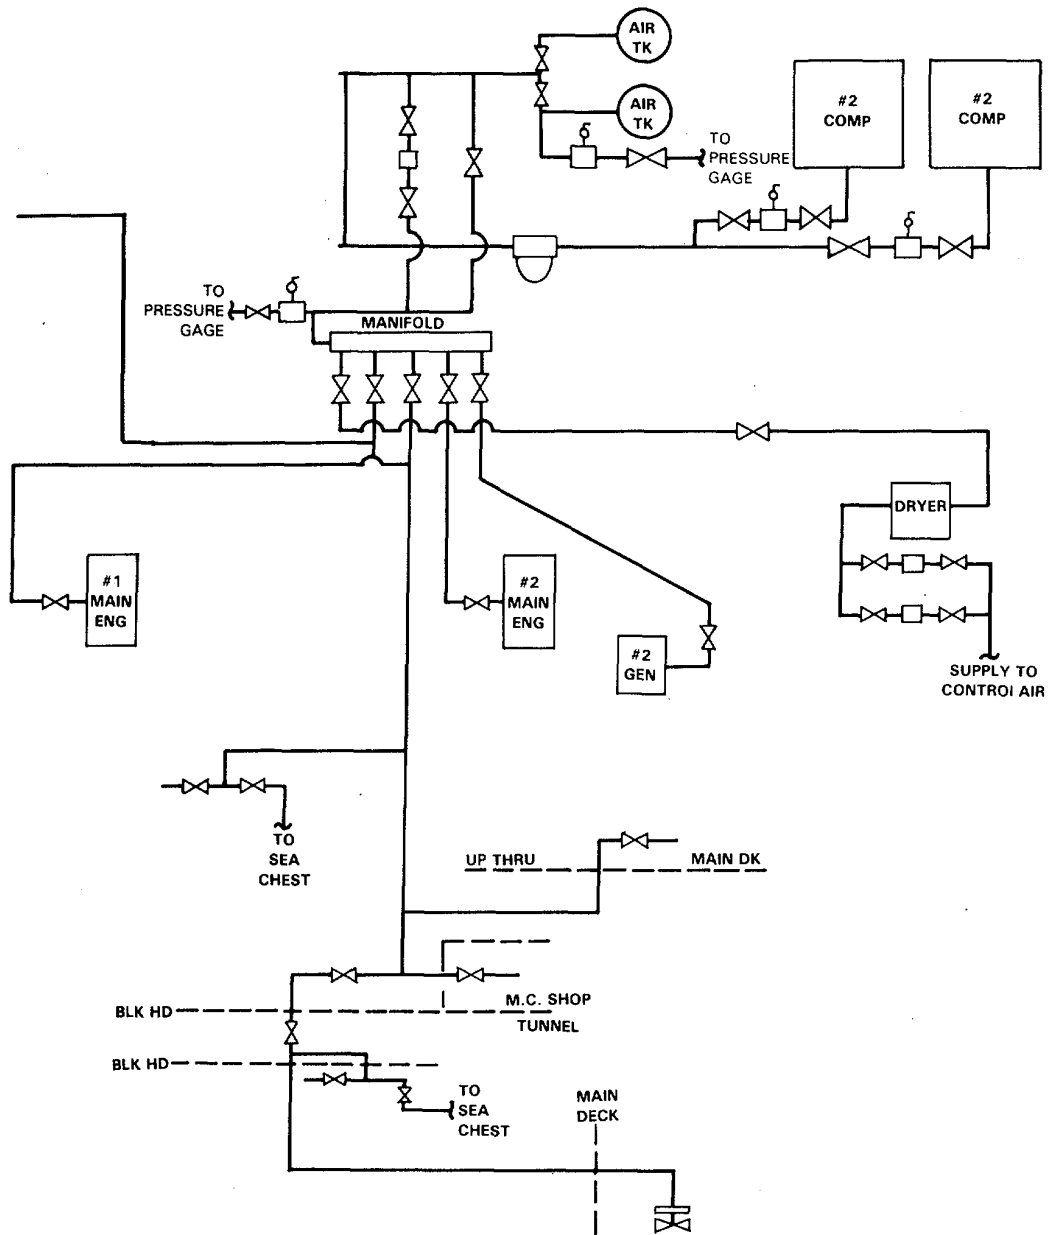 AIR
TK
AIR
TK
#2
COMP
#2
COMP
TO
PRESSURE
GAGE
TO
PRESSURE
GAGE
MANIFOLD
DRYER
#1
MAIN
ENG
#2
MAIN
ENG
#2
GEN
SUPPLY TO
CONTROI AIR
TO
SEA
CHEST
UP THRU
MAIN DK
BLK HD
M.C. SHOP
TUNNEL
BLK HD
TO
SEA
CHEST
MAIN
DECK